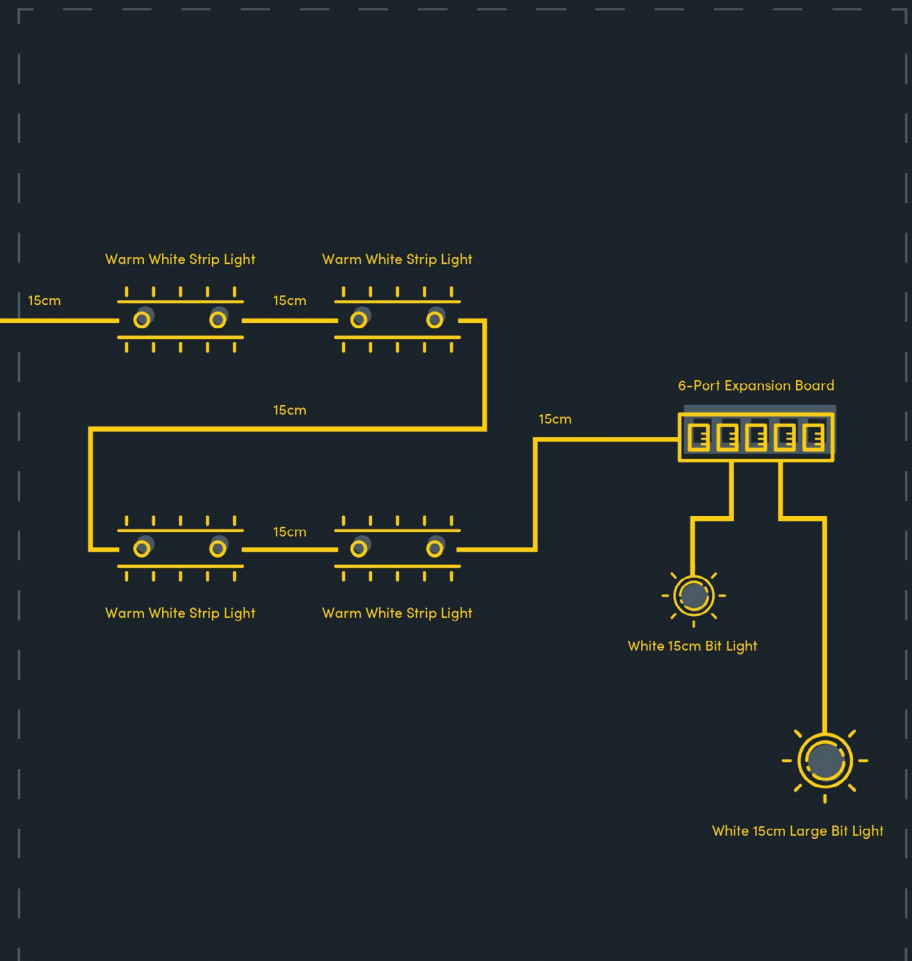 Warm White Strip Light
Warm White Strip Light
15cm
15cm
15cm
15cm
6-Port Expansion Board
15cm
Warm White Strip Light
Warm White Strip Light
White 15cm Bit Light
White 15cm Large Bit Light